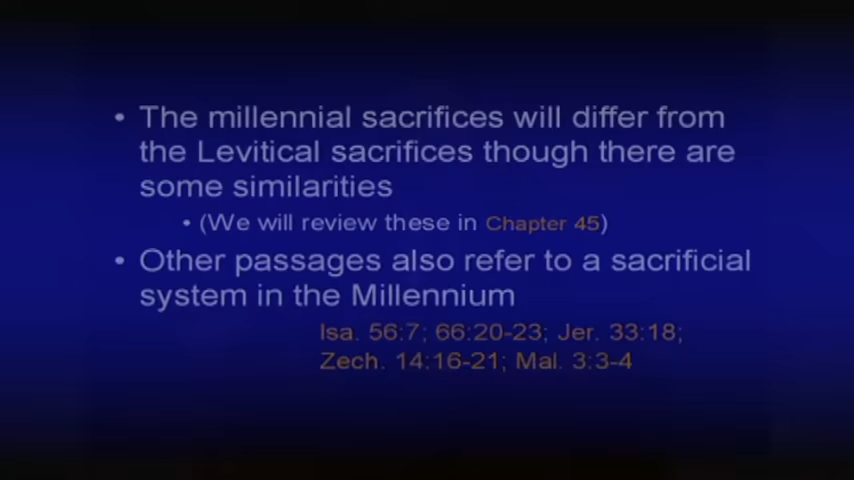 • The millennial sacrifices will differ from
the Levitical sacrifices though there are
some similarities
• (We will review these in Chapter 45)
• Other passages also refer to a sacrificial
system in the Millennium
Isa. 56:7; 66:20-23; Jer. 33:18;
Zech. 14:16-21; Mal. 3:3-4